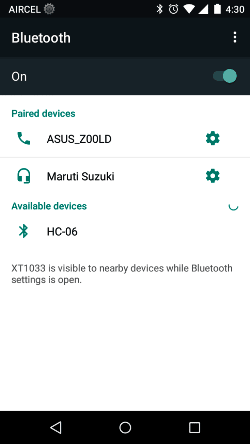 AIRCEL 4:30
Bluetooth
On
Paired devices
ASUS_Z00LD
Maruti Suzuki
Available devices
HC-06
XT1033 is visible to nearby devices while Bluetooth
settings is open.